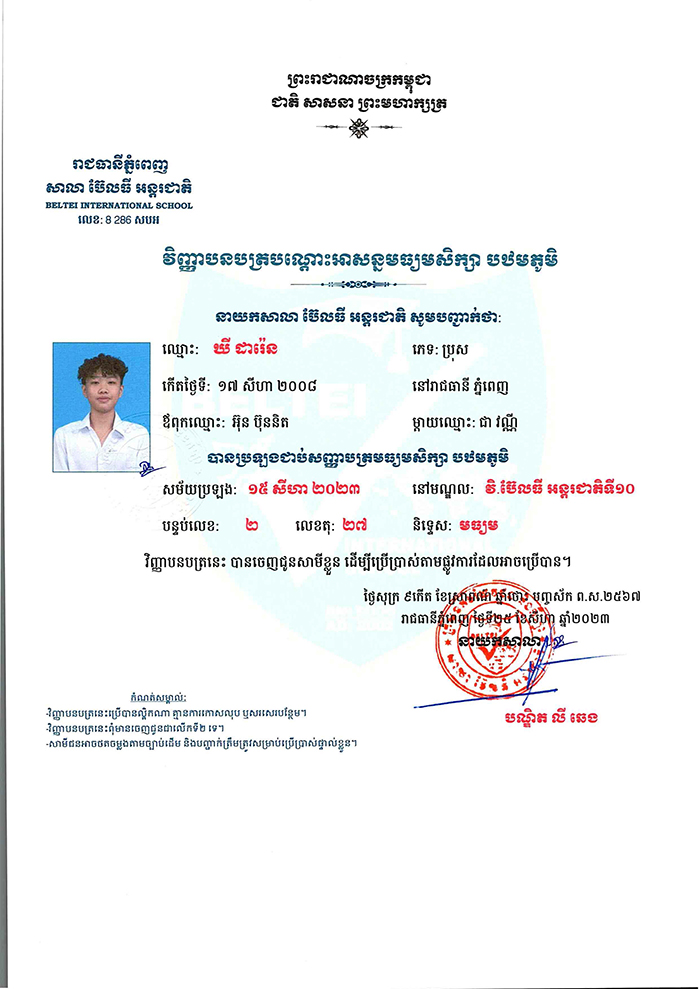 ព្រះរាជាណាចក្រកម្ពុជា
ជាតិ សាសនា ព្រះមហាក្សត្រ
រាជធានីភ្នំពេញ
សាលា ប៊ែលធី អន្តរជាតិ
BELTEI INTERNATIONAL SCHOOL
លេខ: 8 286 សបអ
វិញ្ញាបនបត្របណ្តោះអាសន្នមធ្យមសិក្សា បឋមភូមិ
នាយកសាលា ប៊ែលធី អន្តរជាតិ សូមបញ្ជាក់ថា:
ឈ្មោះ: ឃី ដារ៉េន ភេទ: ប្រុស
កើតថ្ងៃទី: ១៧ សីហា ២០០៨ នៅរាជធានី ភ្នំពេញ
ឪពុកឈ្មោះ: អ៊ុន ប៊ុននិត ម្តាយឈ្មោះ: ជា វណ្ណី
បានប្រឡងជាប់សញ្ញាបត្រមធ្យមសិក្សា បឋមភូមិ
សម័យប្រឡង: ១៥ សីហា ២០២៣ នៅមណ្ឌល: វិ.ប៊ែលធី អន្តរជាតិទី១០
បន្ទប់លេខ: ២ លេខតុ: ២៧ និទ្ទេស: មធ្យម
វិញ្ញាបនបត្រនេះ បានចេញជូនសាមីខ្លួន ដើម្បីប្រើប្រាស់តាមផ្លូវការដែលអាចប្រើបាន។
ថ្ងៃសុក្រ ៩កើត ខែស្រាពណ៍ ឆ្នាំថោះ បញ្ចស័ក ព.ស.២៥៦៧
រាជធានីភ្នំពេញ ថ្ងៃទី២៥ ខែសីហា ឆ្នាំ២០២៣
នាយកសាលា
បណ្ឌិត លី ឆេង
កំណត់សម្គាល់:
-វិញ្ញាបនបត្រនេះប្រើបានល្អិកណា គ្មានការកោសលុប ឬសរសេរបន្ថែម។
-វិញ្ញាបនបត្រនេះពុំមានចេញជូនជាលើកទី២ ទេ។
-សាមីជនអាចថតចម្លងតាមច្បាប់ដើម និងបញ្ជាក់ត្រឹមត្រូវសម្រាប់ប្រើប្រាស់ផ្ទាល់ខ្លួន។